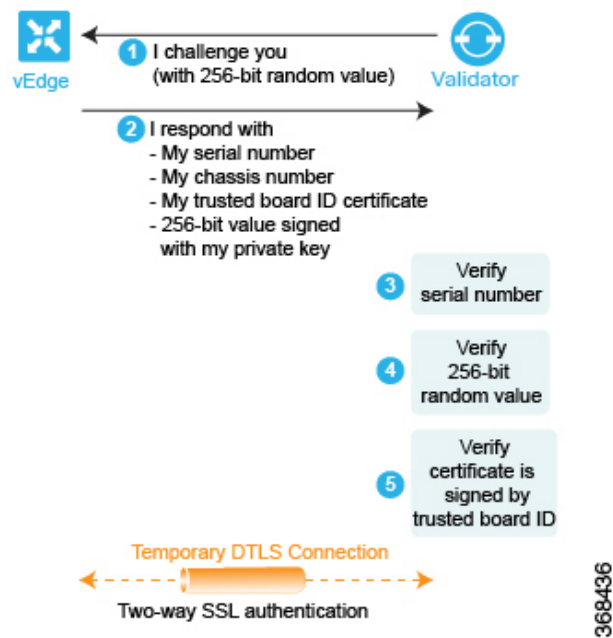 vEdge
1 I challenge you
(with 256-bit random value)
Validator
2 I respond with
- My serial number
- My chassis number
- My trusted board ID certificate
- 256-bit value signed
with my private key
3 Verify
serial number
4 Verify
256-bit
random value
5 Verify
certificate is
signed by
trusted board ID
Temporary DTLS Connection
Two-way SSL authentication
368436